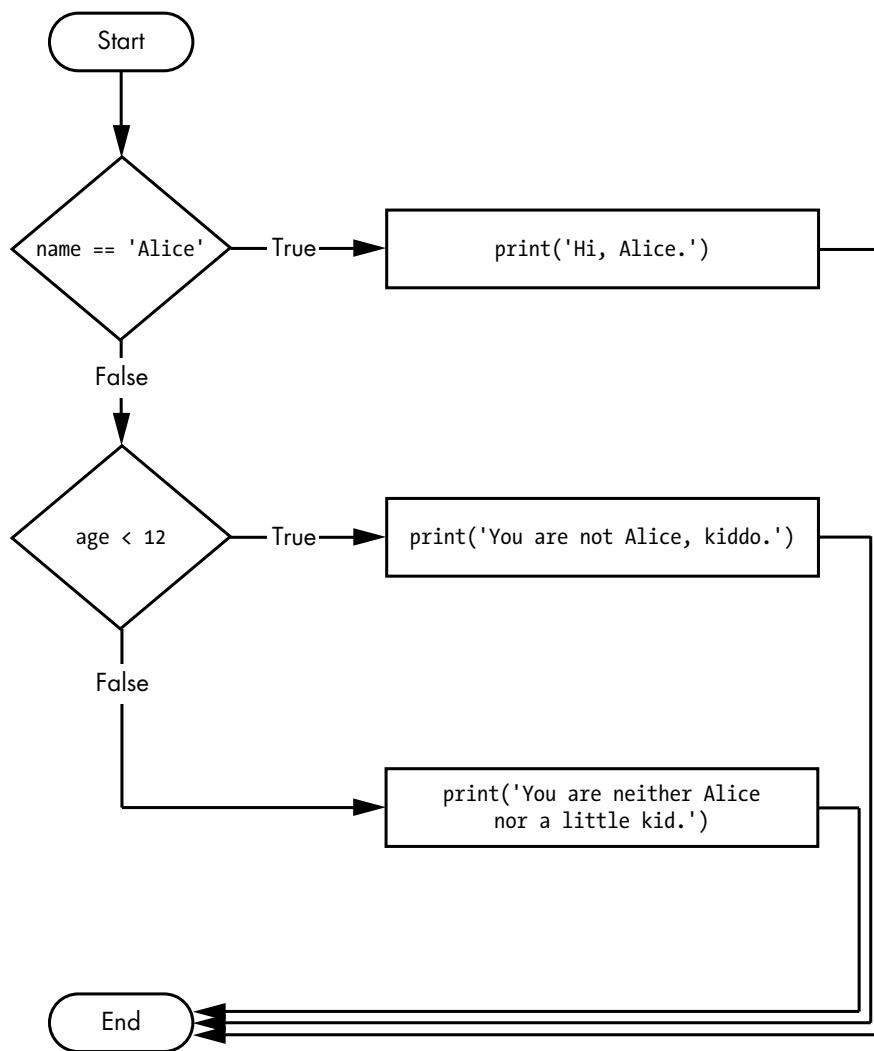 Start
name == 'Alice'
True
print('Hi, Alice.')
False
age < 12
True
print('You are not Alice, kiddo.')
False
print('You are neither Alice
nor a little kid.')
End